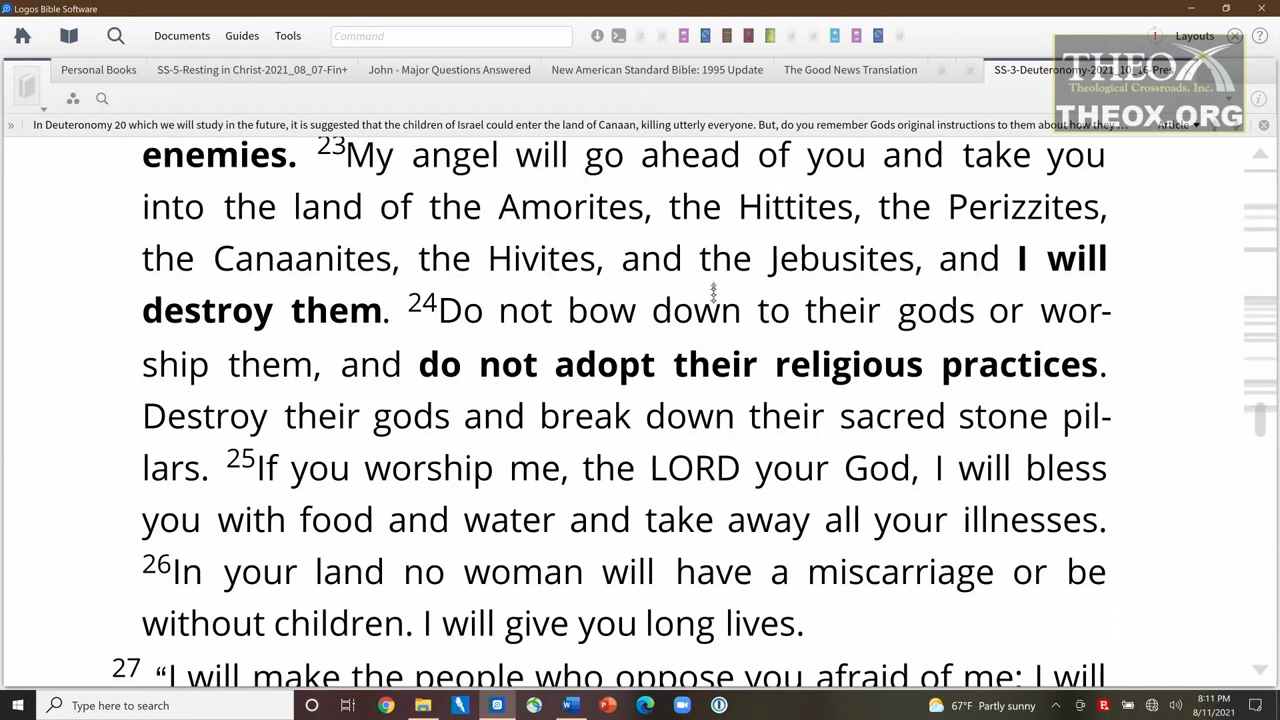 Logos Bible Software
Documents Guides Tools Command Layouts
Personal Books SS-5-Resting in Christ-2021_08_07-Fin+ Journeys Answered New American Standard Bible: 1995 Update The Good News Translation SS-3-Deuteronomy-2021_10_16-Pres
THEOX
Theological Crossroads, Inc.
THEOX.ORG
» In Deuteronomy 20 which we will study in the future, it is suggested that the children of Israel could enter the land of Canaan, killing utterly everyone. But, do you remember Gods original instructions to them about how they ... Article
enemies. 23My angel will go ahead of you and take you
into the land of the Amorites, the Hittites, the Perizzites,
the Canaanites, the Hivites, and the Jebusites, and I will
destroy them. 24Do not bow down to their gods or wor-
ship them, and do not adopt their religious practices.
Destroy their gods and break down their sacred stone pil-
lars. 25If you worship me, the LORD your God, I will bless
you with food and water and take away all your illnesses.
26In your land no woman will have a miscarriage or be
without children. I will give you long lives.
27 “I will make the people who oppose you afraid of me; I will
Type here to search 67°F Partly sunny 8:11 PM
8/11/2021